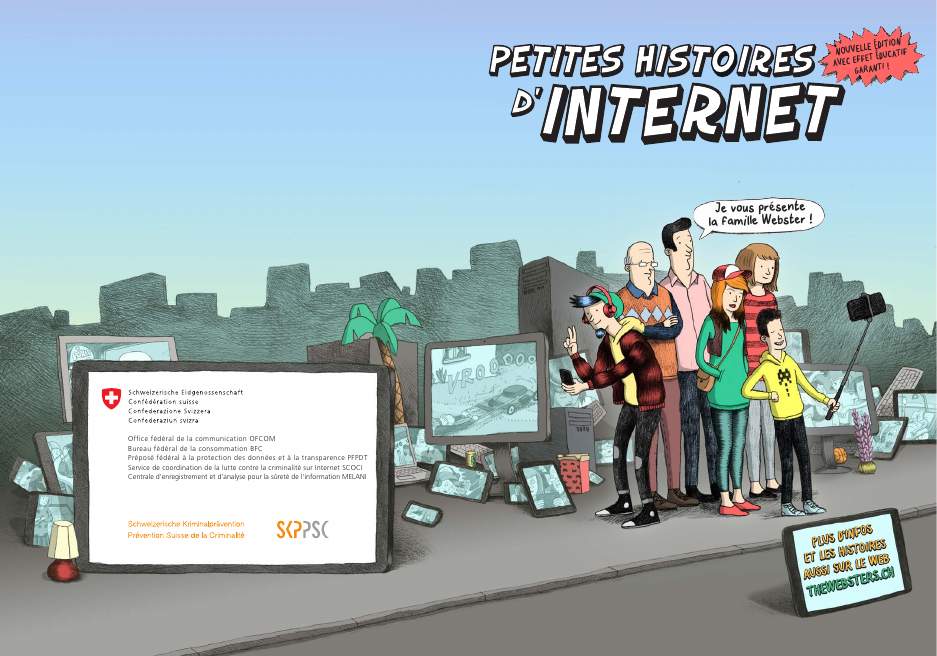 PETITES HISTOIRES
D'INTERNET
NOUVELLE ÉDITION
AVEC EFFET ÉDUCATIF
GARANTI !
Je vous présente
la famille Webster !
VROOOOOO
Schweizerische Eidgenossenschaft
Confédération suisse
Confederazione Svizzera
Confederaziun svizra
Office fédéral de la communication OFCOM
Bureau fédéral de la consommation BFC
Préposé fédéral à la protection des données et à la transparence PFPDT
Service de coordination de la lutte contre la criminalité sur Internet SCOCI
Centrale d'enregistrement et d'analyse pour la sûreté de l'information MELANI
Schweizerische Kriminalprävention
Prévention Suisse de la Criminalité
SKPPSC
PLUS D'INFOS
ET LES HISTOIRES
AUSSI SUR LE WEB
THEWEBSTERS.CH